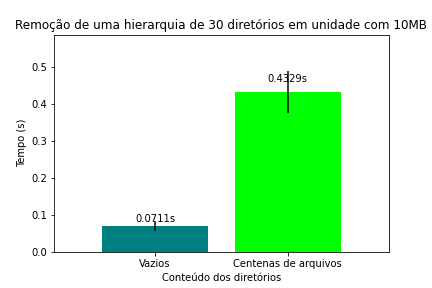 Remoção de uma hierarquia de 30 diretórios em unidade com 10MB
0.5
0.4
0.3
0.2
0.1
0.0
Tempo (s)
0.0711s
0.4329s
Vazios
Centenas de arquivos
Conteúdo dos diretórios